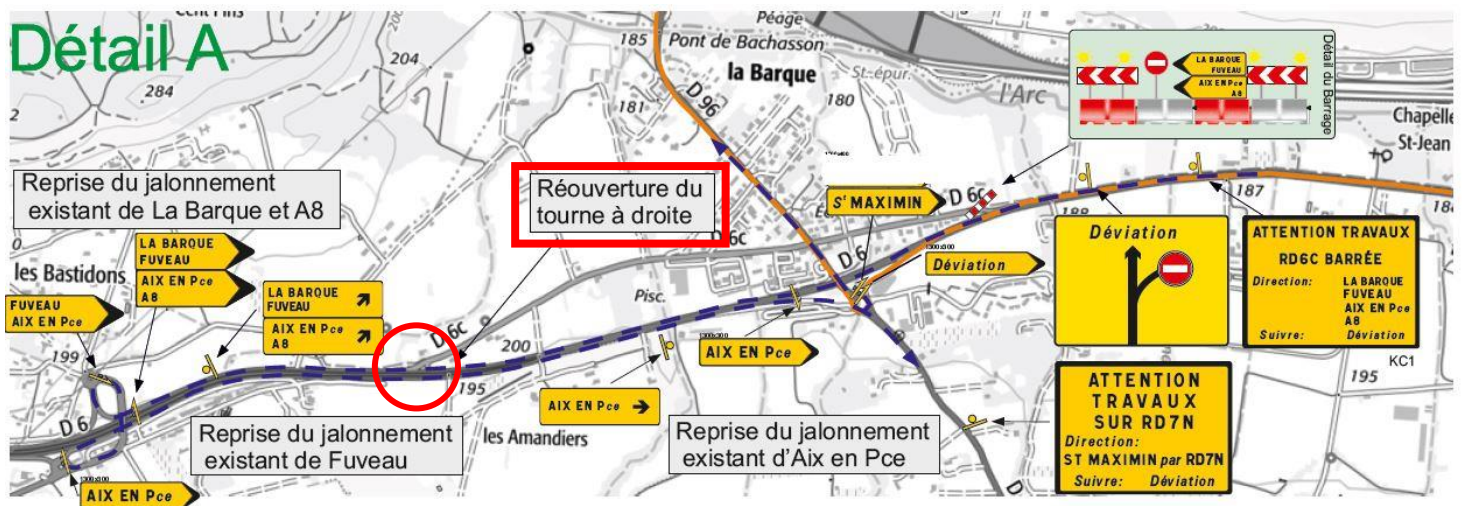 Détail A
Cent Pins
204
284
2
Péage
185
Pont de Bachasson
la Barque
St-épur.
181
180
D 96
l'Arc
Détail du Barrage
LA BARQUE
FUVEAU
AIX EN Pce
A8
Chapelle
St-Jean
Reprise du jalonnement
existant de La Barque et A8
Réouverture du
tourne à droite
St MAXIMIN
D 6c
187
188
LA BARQUE
FUVEAU
AIX EN Pce
A8
les Bastidons
FUVEAU
AIX EN Pce
LA BARQUE
FUVEAU
AIX EN Pce
A8
D 6c
D 6
Déviation
Pisc.
Déviation
ATTENTION TRAVAUX
RD6C BARRÉE
Direction:
LA BARQUE
FUVEAU
AIX EN Pce
A8
Suivre: Déviation
KC1
199
D 6c
200
195
AIX EN Pce
195
D 6
Reprise du jalonnement
existant de Fuveau
AIX EN Pce
les Amandiers
Reprise du jalonnement
existant d'Aix en Pce
ATTENTION
TRAVAUX
SUR RD7N
Direction:
ST MAXIMIN par RD7N
Suivre: Déviation
AIX EN Pce
D